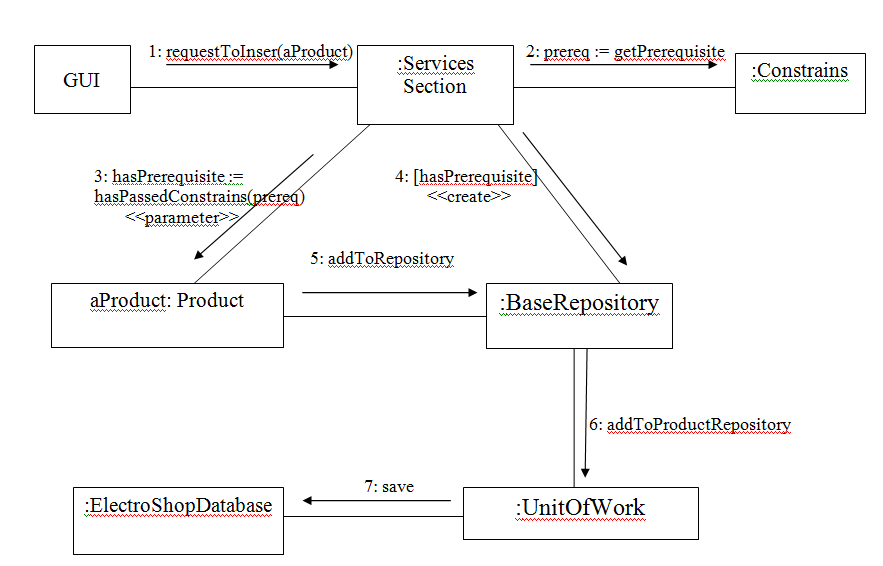 1: requestToInser(aProduct)
2: prereq := getPrerequisite
GUI
:Services
Section
:Constrains
3: hasPrerequisite :=
hasPassedConstrains(prereq)
<<parameter>>
4: [hasPrerequisite]
<<create>>
5: addToRepository
aProduct: Product
:BaseRepository
6: addToProductRepository
7: save
:ElectroShopDatabase
:UnitOfWork